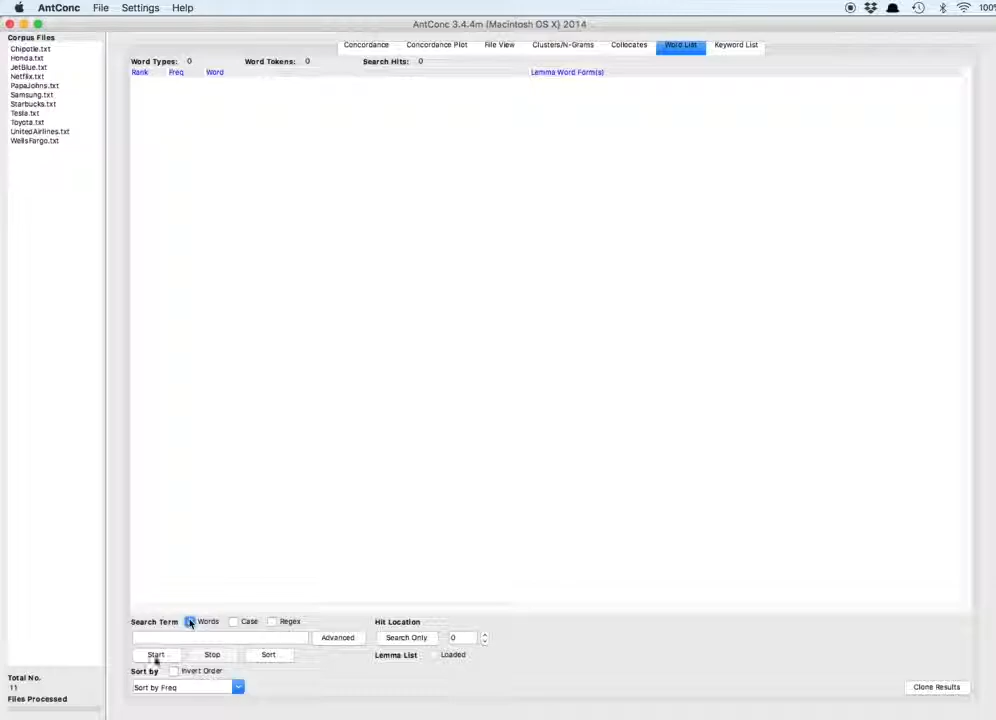 AntConc File Settings Help 100%
AntConc 3.4.4m (Macintosh OS X) 2014
Corpus Files
Chipotle.txt
Honda.txt
JetBlue.txt
Netflix.txt
PapaJohns.txt
Samsung.txt
Starbucks.txt
Tesla.txt
Toyota.txt
UnitedAirlines.txt
WellsFargo.txt
Concordance Concordance Plot File View Clusters/N-Grams Collocates Word List Keyword List
Word Types: 0 Word Tokens: 0 Search Hits: 0
Rank Freq Word Lemma Word Form(s)
Search Term Words Case Regex Hit Location
Advanced Search Only 0
Start Stop Sort Lemma List Loaded
Sort by Invert Order
Sort by Freq Clone Results
Total No.
11
Files Processed